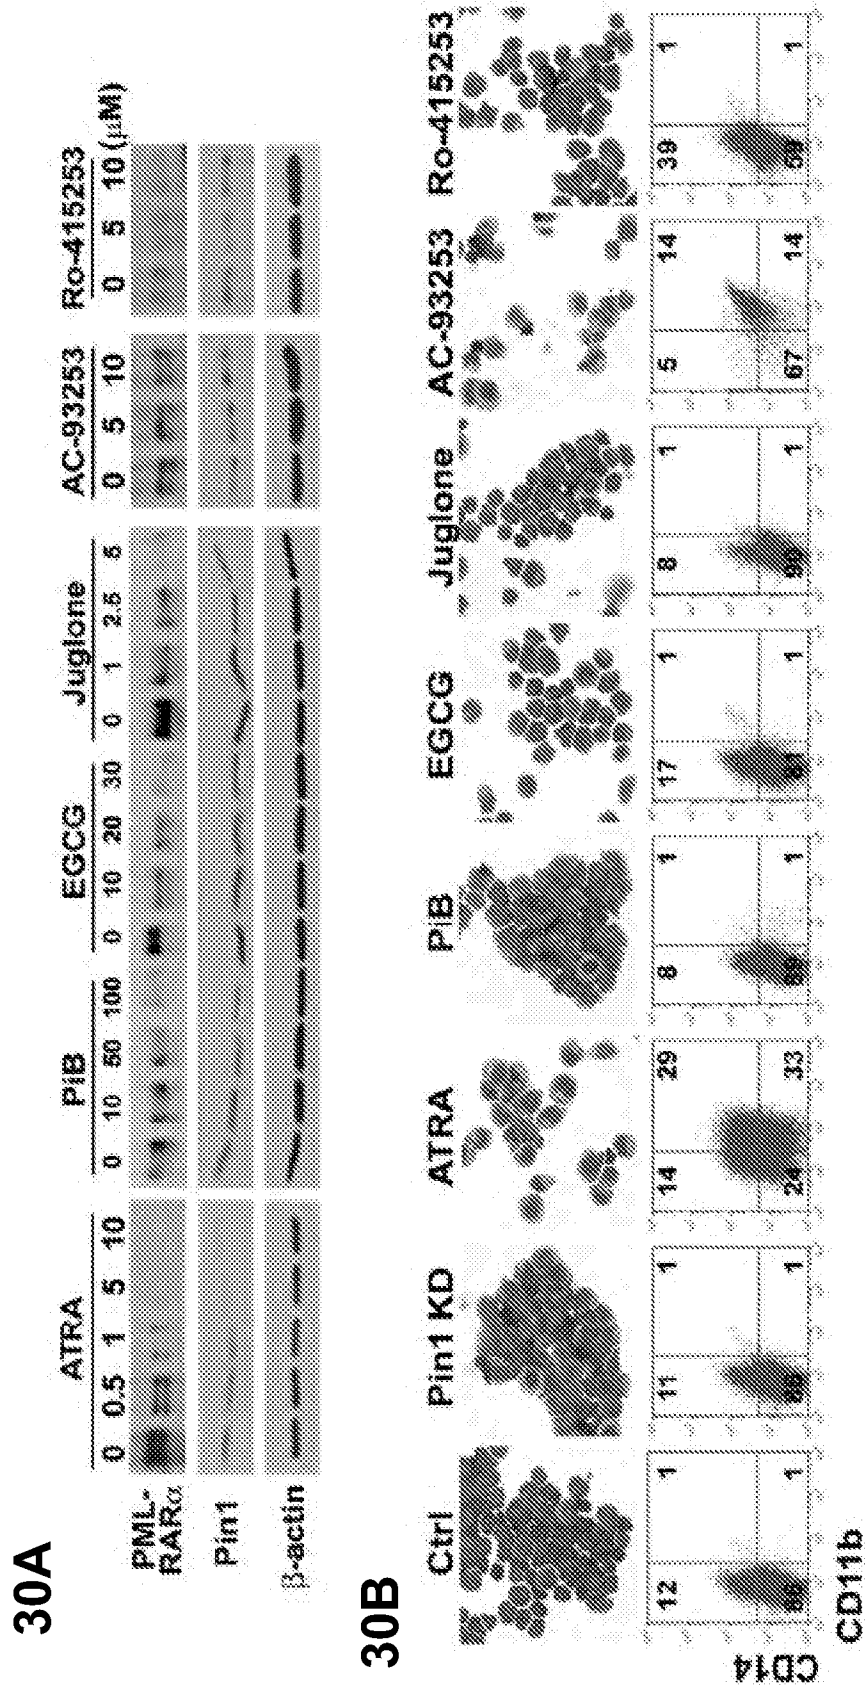 30A
ATRA PiB EGCG Juglone AC-93253 Ro-415253
0 0.5 1 5 10 0 10 50 100 0 10 20 30 0 1 2.5 5 0 5 10 0 5 10 (μM)
PML-
RARα
Pin1
β-actin
30B
Ctrl Pin1 KD ATRA PiB EGCG Juglone AC-93253 Ro-415253
12 1 11 1 14 29 8 1 17 1 8 1 5 14 39 1
1 1 24 33 1 1 1 67 14 59 1
CD14
CD11b